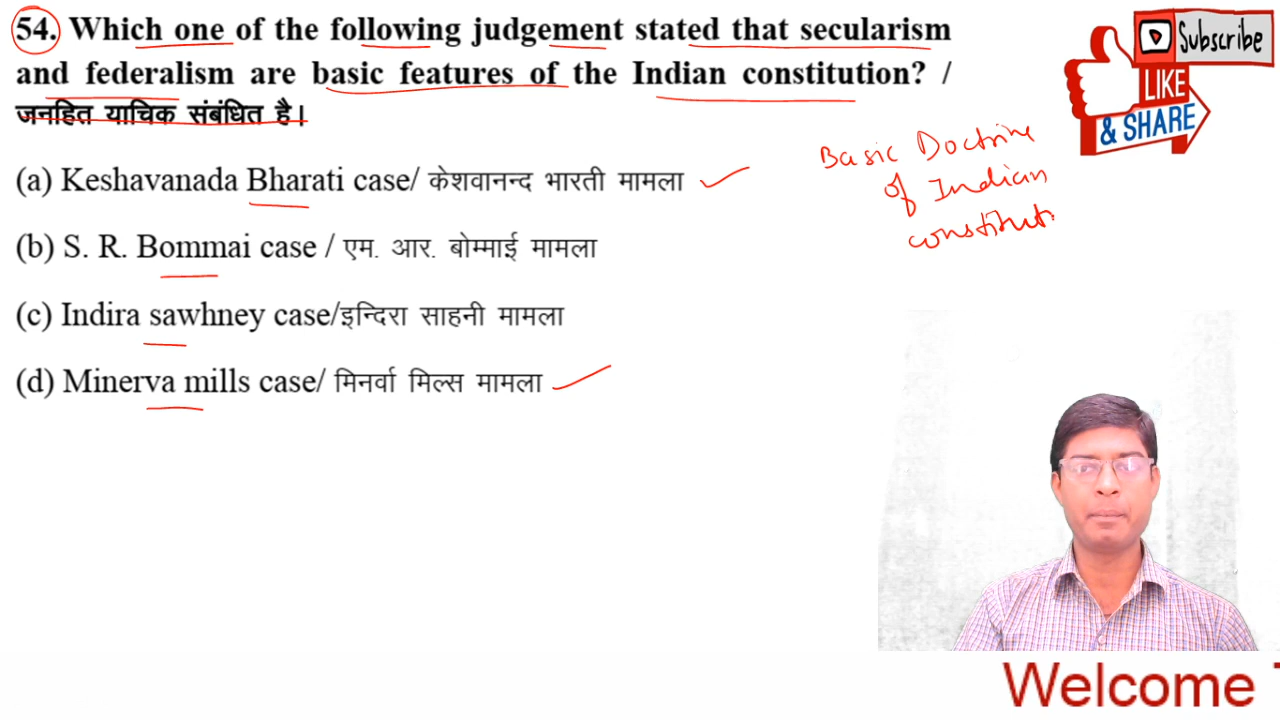 54. Which one of the following judgement stated that secularism
and federalism are basic features of the Indian constitution? /
जनहित याचिक संबंधित है।
(a) Keshavanada Bharati case/ केशवानन्द भारती मामला
(b) S. R. Bommai case / एम. आर. बोम्माई मामला
(c) Indira sawhney case/इन्दिरा साहनी मामला
(d) Minerva mills case/ मिनर्वा मिल्स मामला
Basic Doctrine
of Indian
constitut
Subscribe
LIKE
& SHARE
Welcome